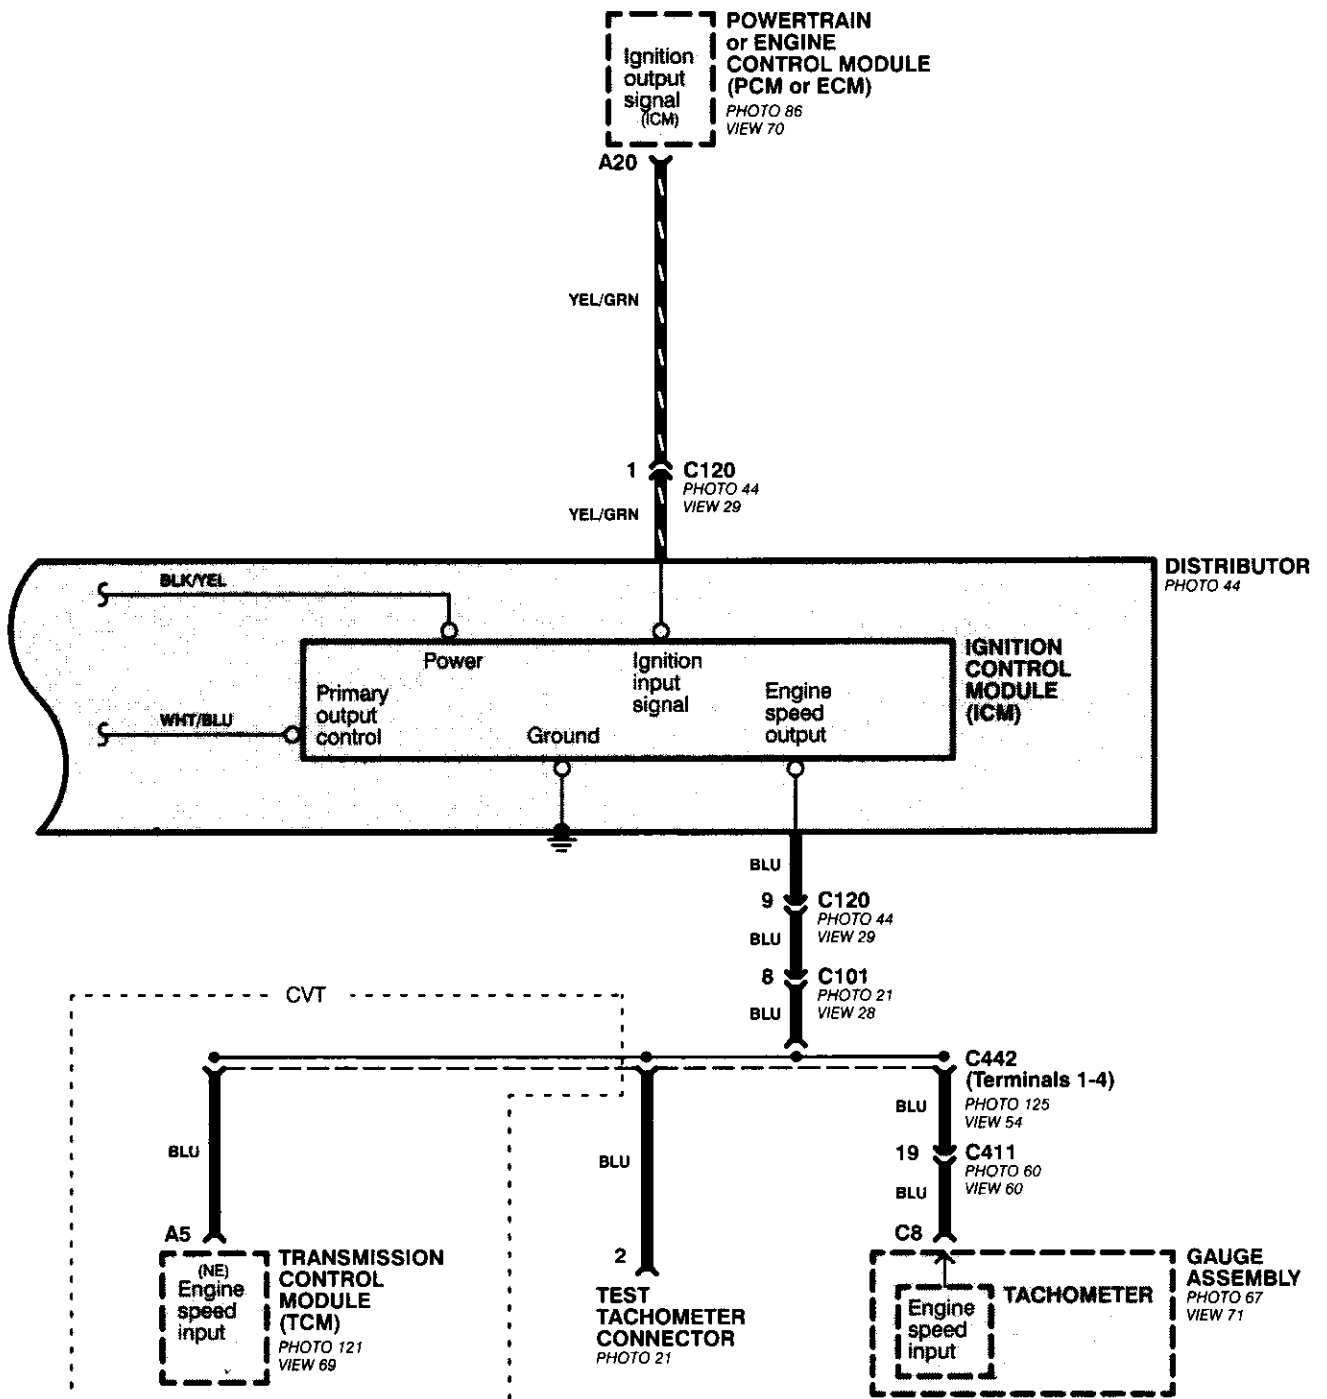 POWERTRAIN
or ENGINE
CONTROL MODULE
(PCM or ECM)
PHOTO 86
VIEW 70
Ignition
output
signal
(ICM)
A20
YEL/GRN
1
C120
PHOTO 44
VIEW 29
YEL/GRN
DISTRIBUTOR
PHOTO 44
BLK/YEL
IGNITION
CONTROL
MODULE
(ICM)
Power
Ignition
input
signal
Primary
output
control
WHT/BLU
Ground
Engine
speed
output
BLU
9
C120
PHOTO 44
VIEW 29
BLU
8
C101
PHOTO 21
VIEW 28
BLU
CVT
C442
(Terminals 1-4)
PHOTO 125
VIEW 54
BLU
19
C411
PHOTO 60
VIEW 60
BLU
BLU
BLU
A5
2
C8
(NE)
Engine
speed
input
TRANSMISSION
CONTROL
MODULE
(TCM)
PHOTO 121
VIEW 69
TEST
TACHOMETER
CONNECTOR
PHOTO 21
GAUGE
ASSEMBLY
PHOTO 67
VIEW 71
TACHOMETER
Engine
speed
input